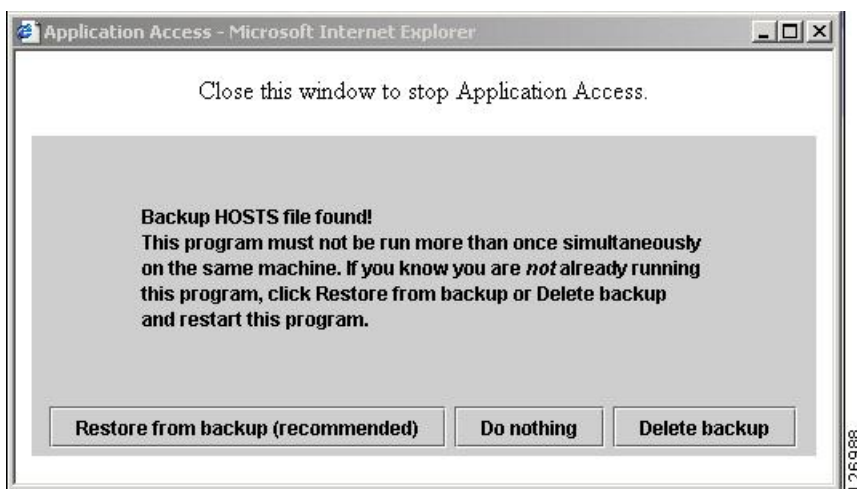 Application Access - Microsoft Internet Explorer
Close this window to stop Application Access.
Backup HOSTS file found!
This program must not be run more than once simultaneously
on the same machine. If you know you are not already running
this program, click Restore from backup or Delete backup
and restart this program.
Restore from backup (recommended)
Do nothing
Delete backup
126988